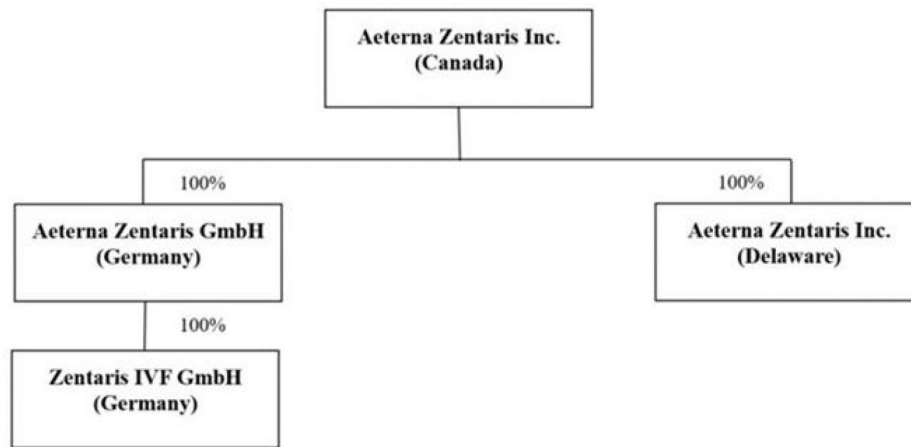 Aeterna Zentaris Inc.
(Canada)
100%
100%
Aeterna Zentaris GmbH
(Germany)
Aeterna Zentaris Inc.
(Delaware)
100%
Zentaris IVF GmbH
(Germany)